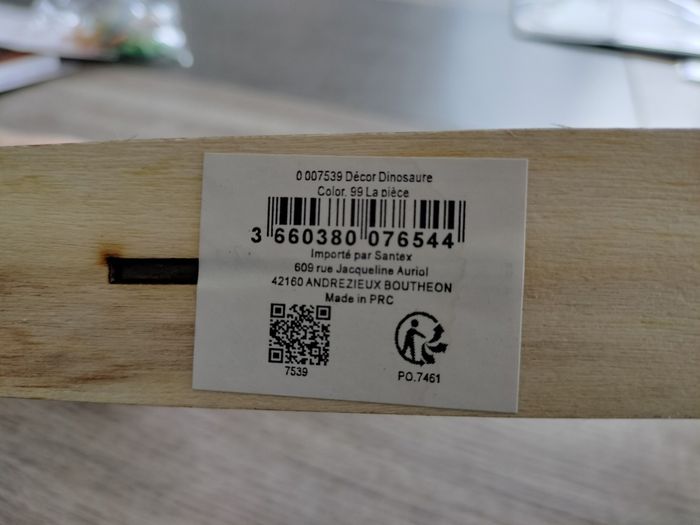 0 007539 Décor Dinosaure
Color. 99 La pièce
3 660380 076544
Importé par Santex
609 rue Jacqueline Auriol
42160 ANDREZIEUX BOUTHEON
Made in PRC
7539
PO.7461